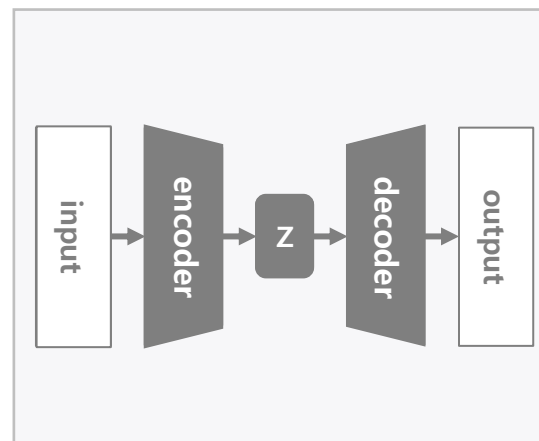 input
encoder
z
decoder
output